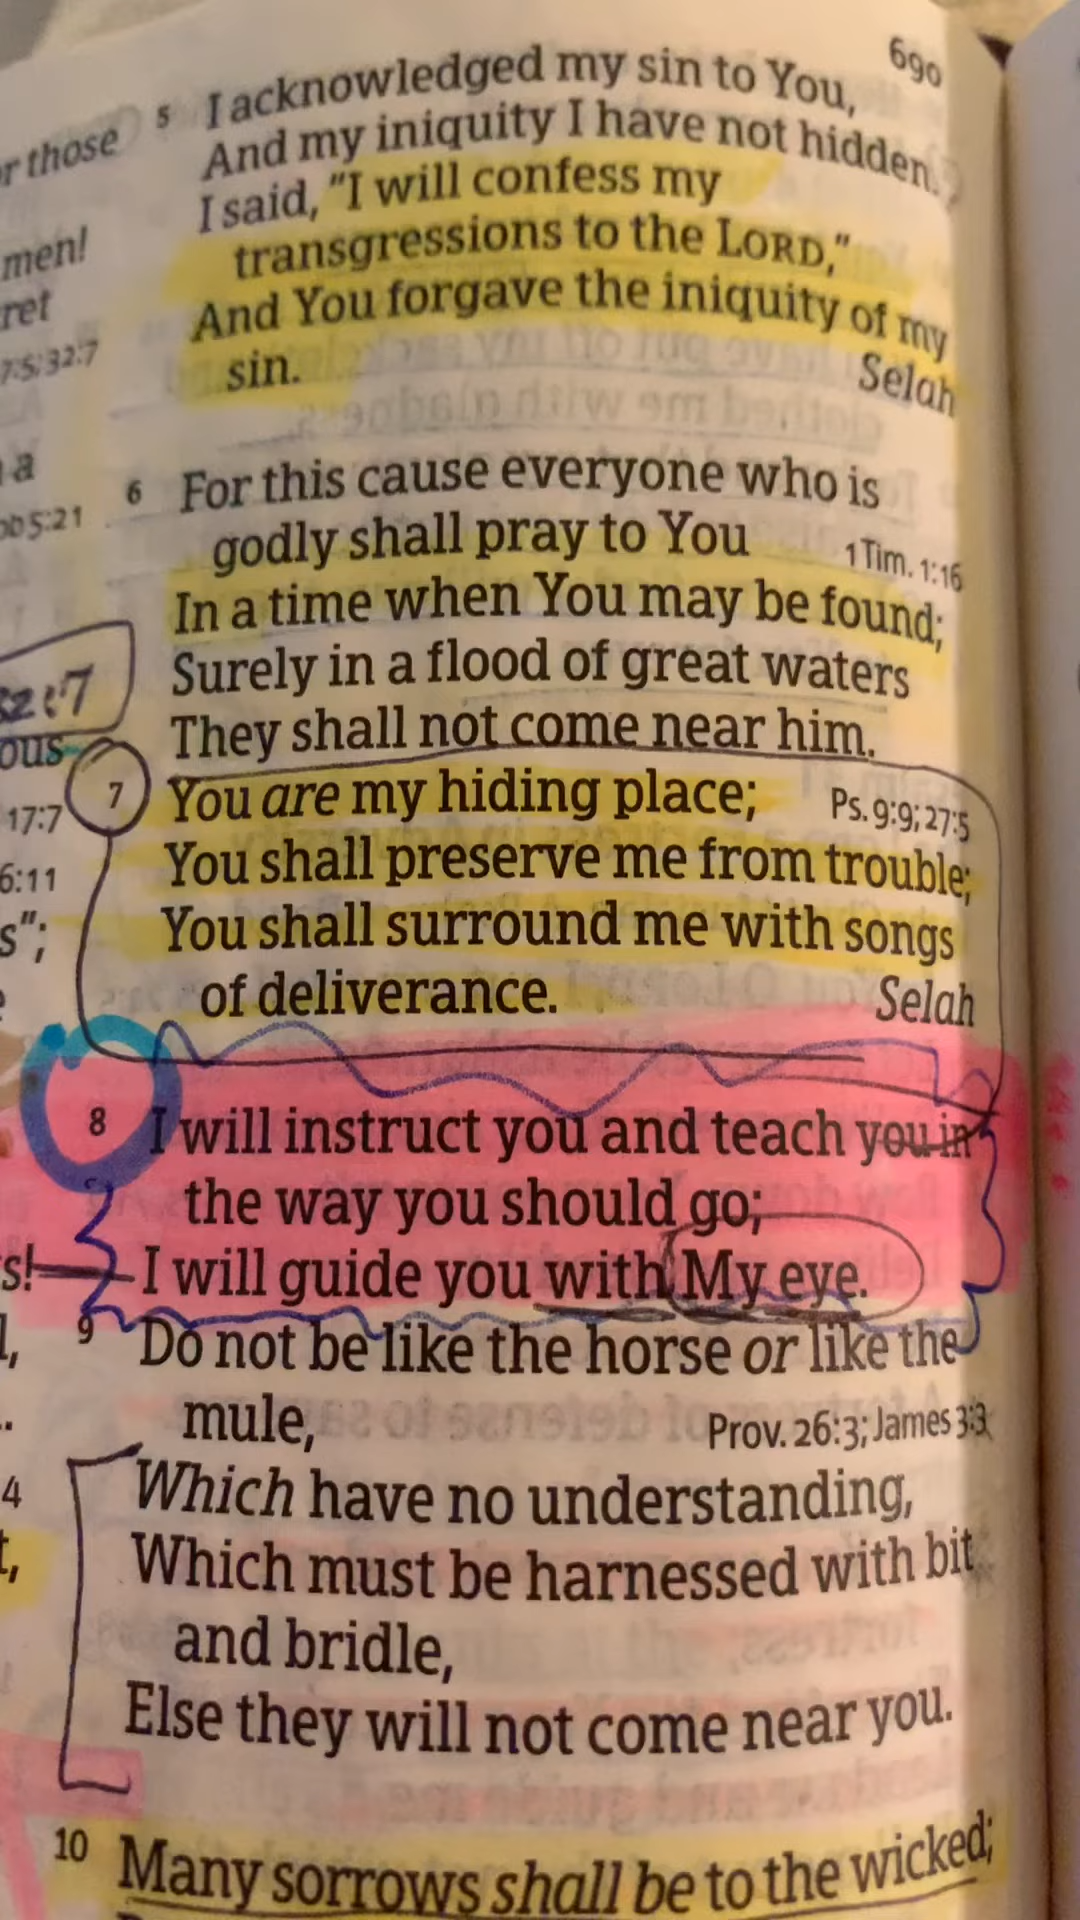 690
5 I acknowledged my sin to You,
And my iniquity I have not hidden.
I said, "I will confess my
transgressions to the LORD,"
And You forgave the iniquity of my
sin. Selah
6 For this cause everyone who is
godly shall pray to You 1 Tim. 1:16
In a time when You may be found;
Surely in a flood of great waters
They shall not come near him.
7 You are my hiding place; Ps. 9:9; 27:5
You shall preserve me from trouble;
You shall surround me with songs
of deliverance. Selah
8 I will instruct you and teach you in
the way you should go;
I will guide you with My eye.
9 Do not be like the horse or like the
mule, Prov. 26:3; James 3:3
Which have no understanding,
Which must be harnessed with bit
and bridle,
Else they will not come near you.
10 Many sorrows shall be to the wicked;
those
men!
7:5; 32:7
a
5:21
:7
17:7
6:11
s";
s!
4